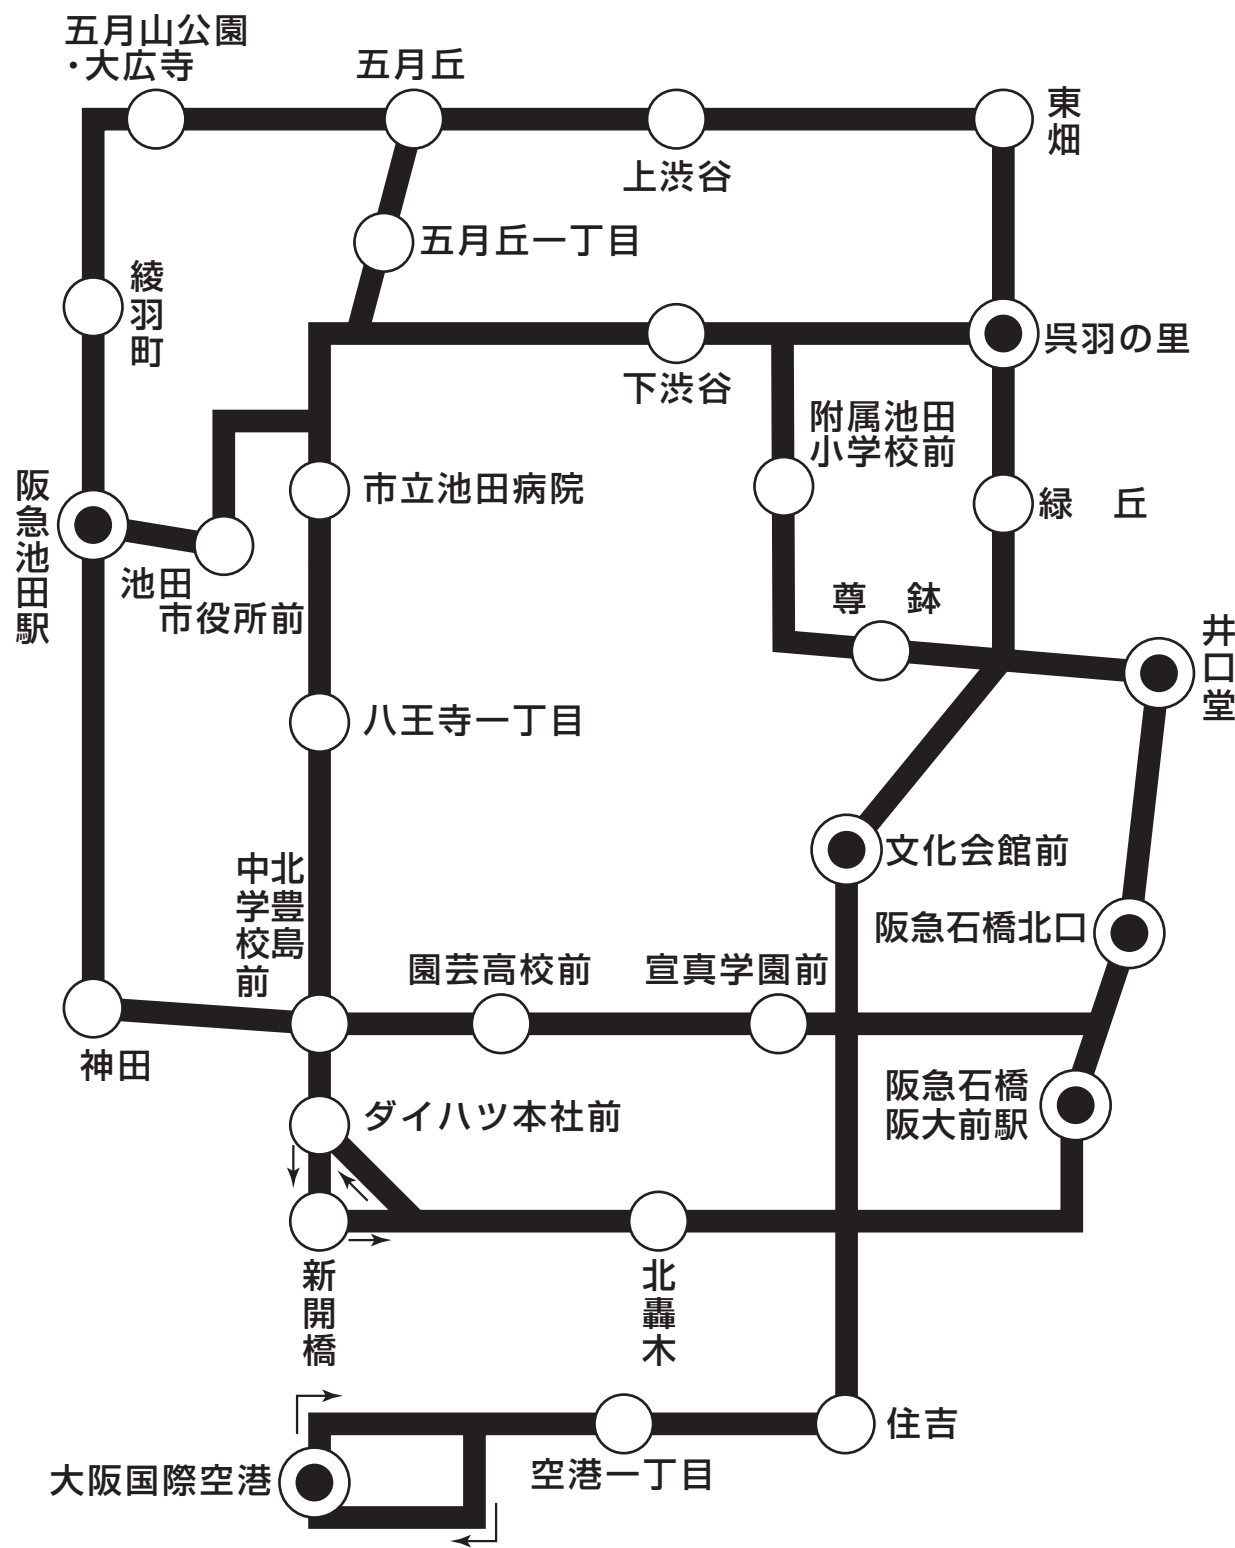 五月山公園
・大広寺
五月丘
東畑
上渋谷
五月丘一丁目
綾羽町
下渋谷
呉羽の里
附属池田
小学校前
市立池田病院
緑　丘
阪急池田駅
池田
市役所前
尊　鉢
井口堂
八王寺一丁目
文化会館前
北豊島
中学校前
阪急石橋北口
園芸高校前
宣真学園前
神田
阪急石橋
阪大前駅
ダイハツ本社前
新開橋
北轟木
住吉
空港一丁目
大阪国際空港